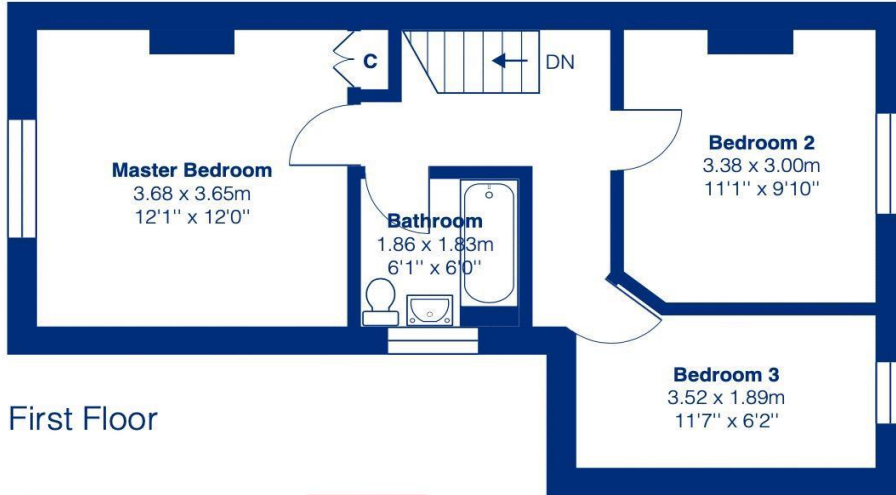 C
DN
Master Bedroom
3.68 x 3.65m
12'1'' x 12'0''
Bathroom
1.86 x 1.83m
6'1'' x 6'0''
Bedroom 2
3.38 x 3.00m
11'1'' x 9'10''
Bedroom 3
3.52 x 1.89m
11'7'' x 6'2''
First Floor